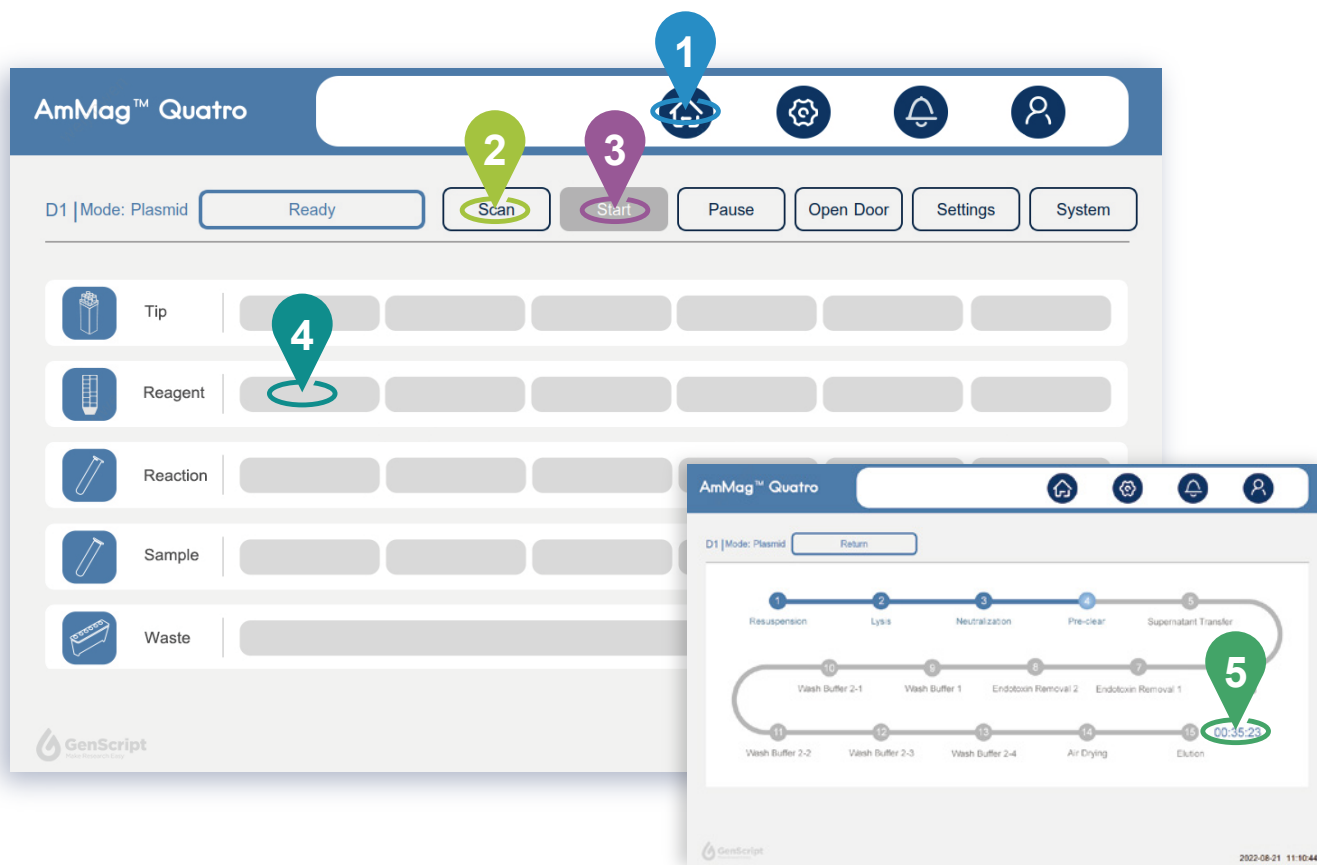 1
AmMag™ Quatro
2
3
D1 | Mode: Plasmid Ready Scan Start Pause Open Door Settings System
Tip
4
Reagent
Reaction
Sample
Waste
GenScript
AmMag™ Quatro
D1 | Mode: Plasmid Return
1 2 3 4 5
Resuspension Lysis Neutralization Pre-clear Supernatant Transfer
5
10 9 8 7
Wash Buffer 2-1 Wash Buffer 1 Endotoxin Removal 2 Endotoxin Removal 1
11 12 13 14 15 00:35:23
Wash Buffer 2-2 Wash Buffer 2-3 Wash Buffer 2-4 Air Drying Elution
GenScript
2022-08-21 11:10:44